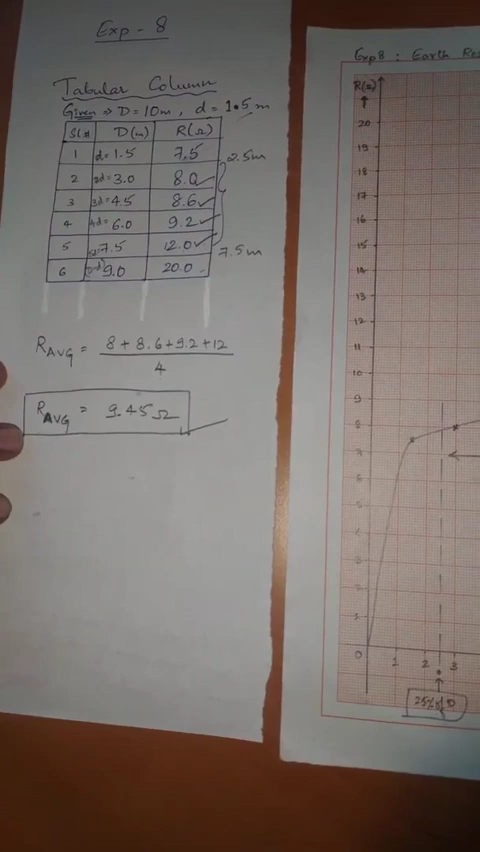 Exp - 8
Tabular Column
Given => D = 10m , d = 1.5 m
Sl# D(m) R(Ω)
1 d= 1.5 7.5
2 2d= 3.0 8.0 2.5m
3 3d= 4.5 8.6
4 4d= 6.0 9.2
5 5d= 7.5 12.0 7.5m
6 9.0 20.0
RAVG = 8 + 8.6 + 9.2 + 12 / 4
RAVG = 9.45Ω
Exp 8 : Earth Res
R(Ω)
20
19
18
17
16
15
14
13
12
11
10
9
8
7
6
5
4
3
2
1
0 1 2 3
25% of D